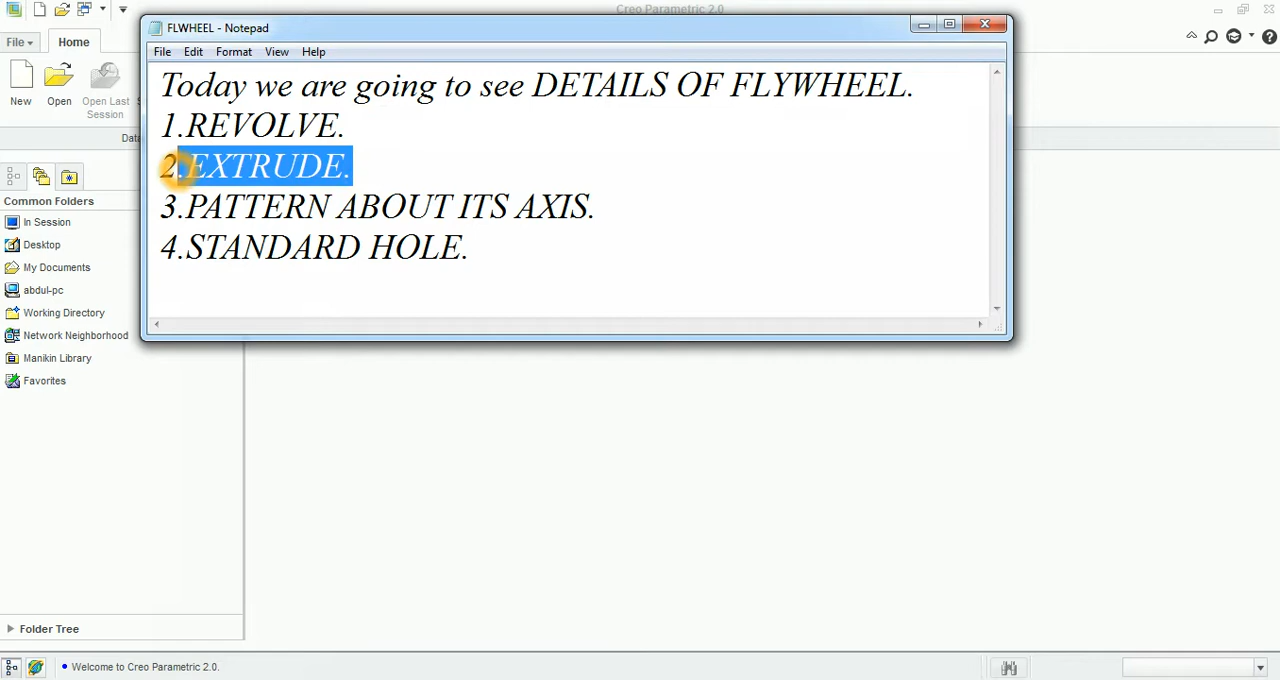 Creo Parametric 2.0
FLWHEEL - Notepad
File Edit Format View Help
File Home
New Open Open Last Session
Data
Today we are going to see DETAILS OF FLYWHEEL.
1.REVOLVE.
2.EXTRUDE.
3.PATTERN ABOUT ITS AXIS.
4.STANDARD HOLE.
Common Folders
In Session
Desktop
My Documents
abdul-pc
Working Directory
Network Neighborhood
Manikin Library
Favorites
Folder Tree
Welcome to Creo Parametric 2.0.